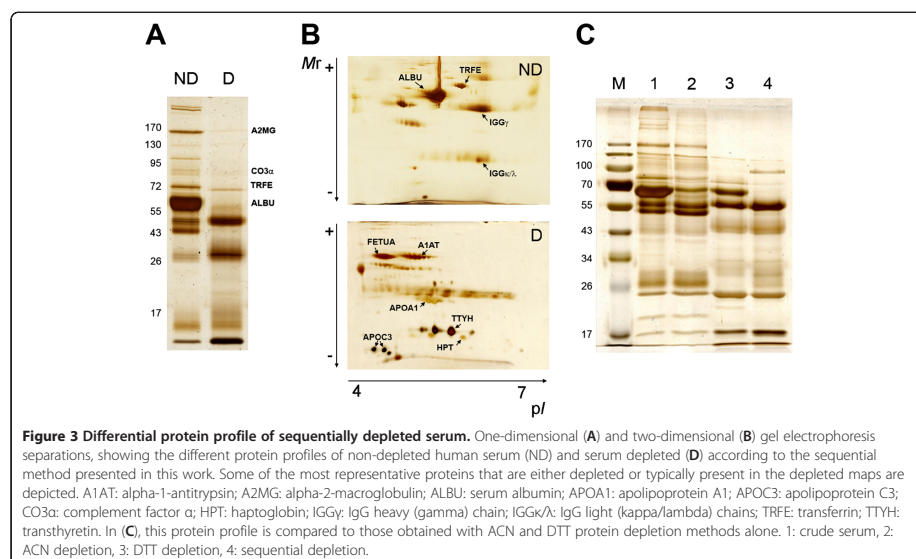 A
B
C
ND D
170
130
95
72
55
43
26
17
A2MG
CO3α
TRFE
ALBU
Mr
+
-
ND
ALBU
TRFE
IGGγ
IGGκ/λ
+
-
D
FETUA
A1AT
APOA1
TTYH
APOC3
HPT
4
7
pI
M 1 2 3 4
170
100
70
55
43
34
26
17
Figure 3 Differential protein profile of sequentially depleted serum. One-dimensional (A) and two-dimensional (B) gel electrophoresis
separations, showing the different protein profiles of non-depleted human serum (ND) and serum depleted (D) according to the sequential
method presented in this work. Some of the most representative proteins that are either depleted or typically present in the depleted maps are
depicted. A1AT: alpha-1-antitrypsin; A2MG: alpha-2-macroglobulin; ALBU: serum albumin; APOA1: apolipoprotein A1; APOC3: apolipoprotein C3;
CO3α: complement factor α; HPT: haptoglobin; IGGγ: IgG heavy (gamma) chain; IGGκ/λ: IgG light (kappa/lambda) chains; TRFE: transferrin; TTYH:
transthyretin. In (C), this protein profile is compared to those obtained with ACN and DTT protein depletion methods alone. 1: crude serum, 2:
ACN depletion, 3: DTT depletion, 4: sequential depletion.